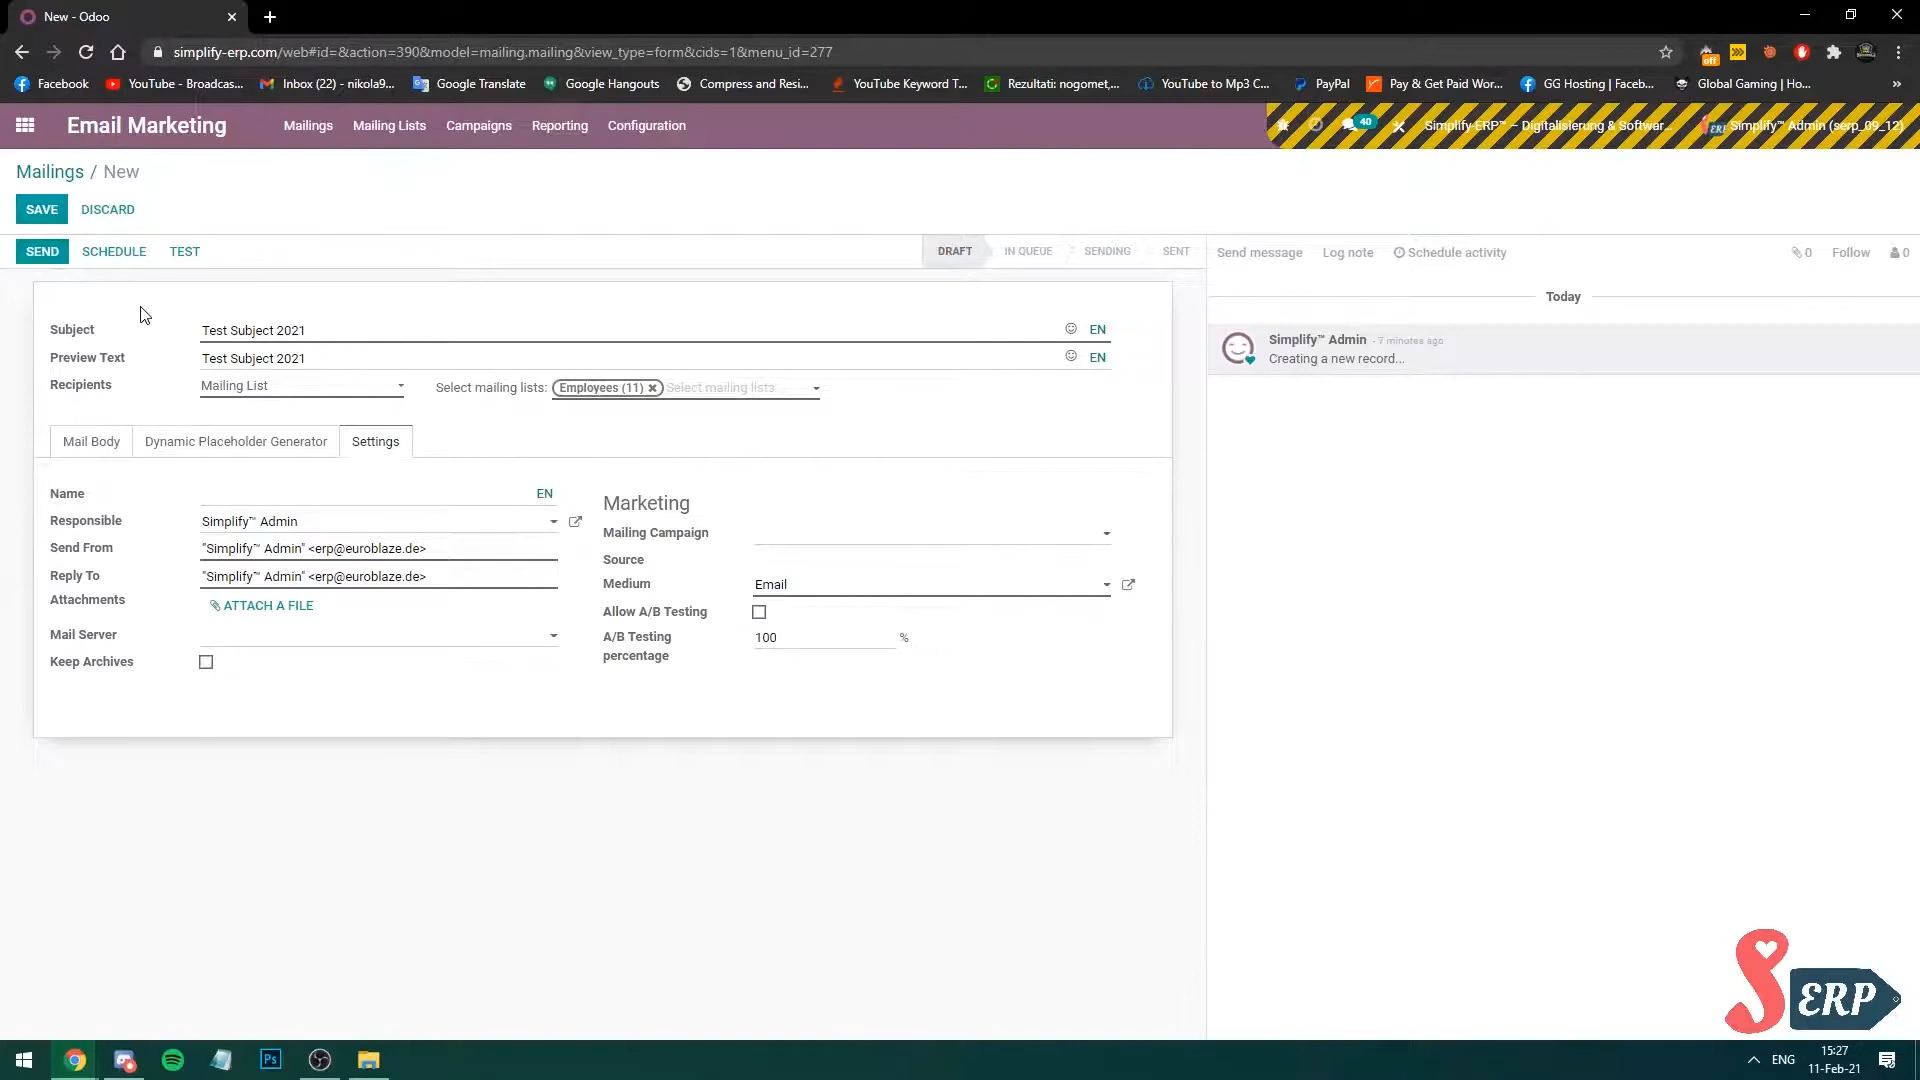 New - Odoo
simplify-erp.com/web#id=&action=390&model=mailing.mailing&view_type=form&cids=1&menu_id=277
off
Facebook
YouTube - Broadcas...
Inbox (22) - nikola9...
Google Translate
Google Hangouts
Compress and Resi...
YouTube Keyword T...
Rezultati: nogomet,...
YouTube to Mp3 C...
PayPal
Pay & Get Paid Wor...
GG Hosting | Faceb...
Global Gaming | Ho...
»
Email Marketing
Mailings
Mailing Lists
Campaigns
Reporting
Configuration
40
Simplify-ERP™ – Digitalisierung & Softwar...
Simplify™ Admin (serp_09_12)
Mailings / New
SAVE
DISCARD
SEND
SCHEDULE
TEST
DRAFT
IN QUEUE
SENDING
SENT
Send message
Log note
Schedule activity
0
Follow
0
Subject
Test Subject 2021
EN
Preview Text
Test Subject 2021
EN
Recipients
Mailing List
Select mailing lists:
Employees (11)
Select mailing lists
Today
Simplify™ Admin - 7 minutes ago
Creating a new record...
Mail Body
Dynamic Placeholder Generator
Settings
Name
EN
Responsible
Simplify™ Admin
Send From
"Simplify™ Admin" <erp@euroblaze.de>
Reply To
"Simplify™ Admin" <erp@euroblaze.de>
Attachments
ATTACH A FILE
Mail Server
Keep Archives
Marketing
Mailing Campaign
Source
Medium
Email
Allow A/B Testing
A/B Testing
percentage
100
%
S ERP
Ps
ENG
15:27
11-Feb-21